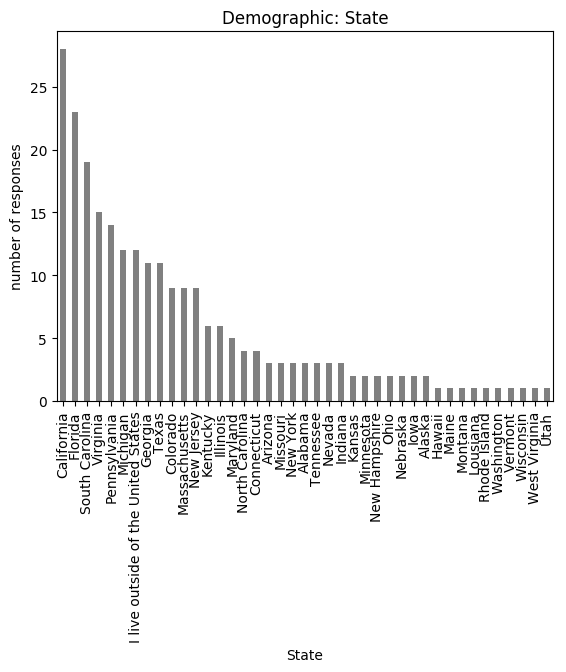 Demographic: State
number of responses
25
20
15
10
5
0
California
Florida
South Carolina
Virginia
Pennsylvania
Michigan
I live outside of the United States
Georgia
Texas
Colorado
Massachusetts
New Jersey
Kentucky
Illinois
Maryland
North Carolina
Connecticut
Arizona
Missouri
New York
Alabama
Tennessee
Nevada
Indiana
Kansas
Minnesota
New Hampshire
Ohio
Nebraska
Iowa
Alaska
Hawaii
Maine
Montana
Lousiana
Rhode Island
Washington
Vermont
Wisconsin
West Virginia
Utah
State